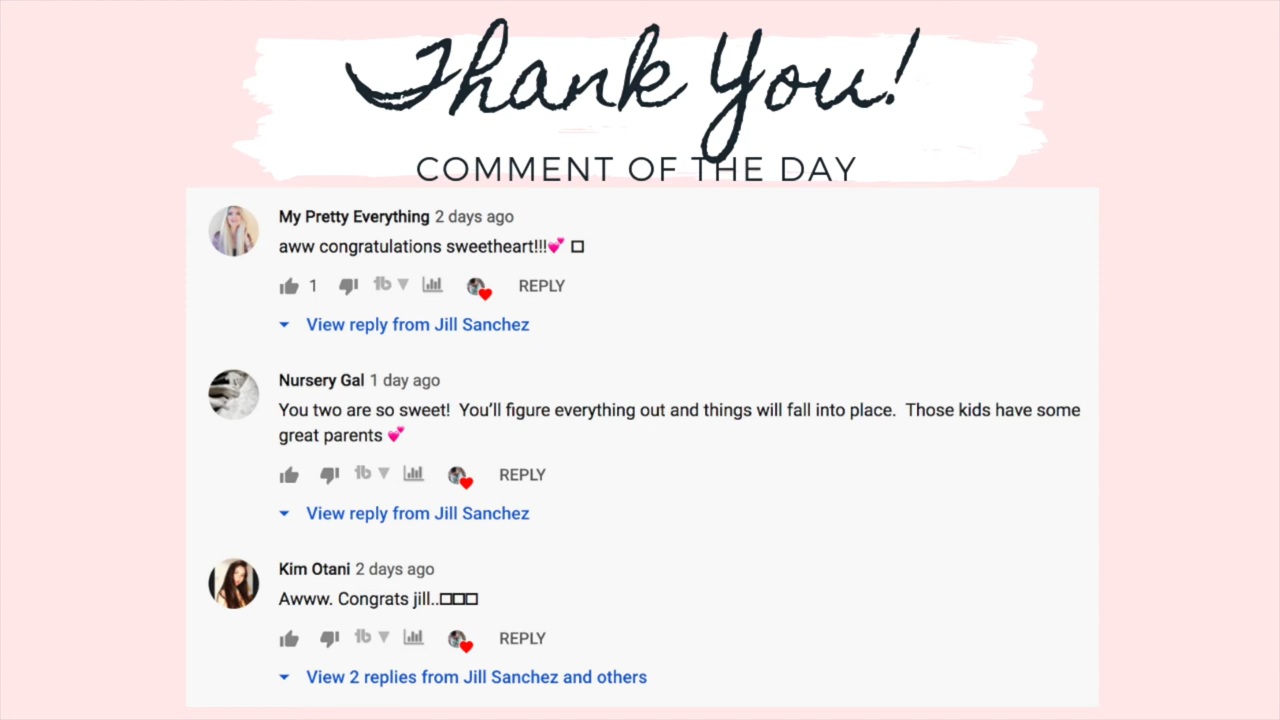 Thank You!
COMMENT OF THE DAY
My Pretty Everything 2 days ago
aww congratulations sweetheart!!!💕 □
1 tb REPLY
View reply from Jill Sanchez
Nursery Gal 1 day ago
You two are so sweet!  You’ll figure everything out and things will fall into place.  Those kids have some
great parents 💕
tb REPLY
View reply from Jill Sanchez
Kim Otani 2 days ago
Awww. Congrats jill..□□□
tb REPLY
View 2 replies from Jill Sanchez and others